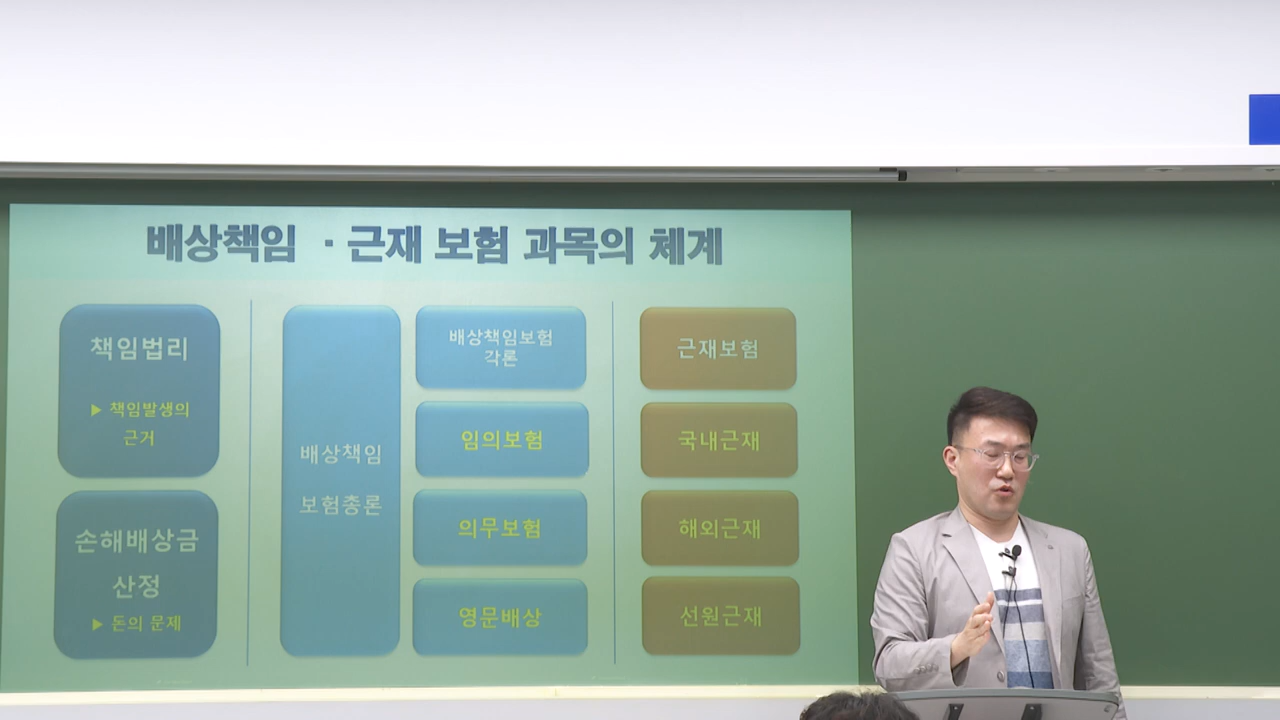 배상책임 · 근재 보험 과목의 체계
책임법리
▶ 책임발생의
근거
손해배상금
산정
▶ 돈의 문제
배상책임
보험총론
배상책임보험
각론
임의보험
의무보험
영문배상
근재보험
국내근재
해외근재
선원근재